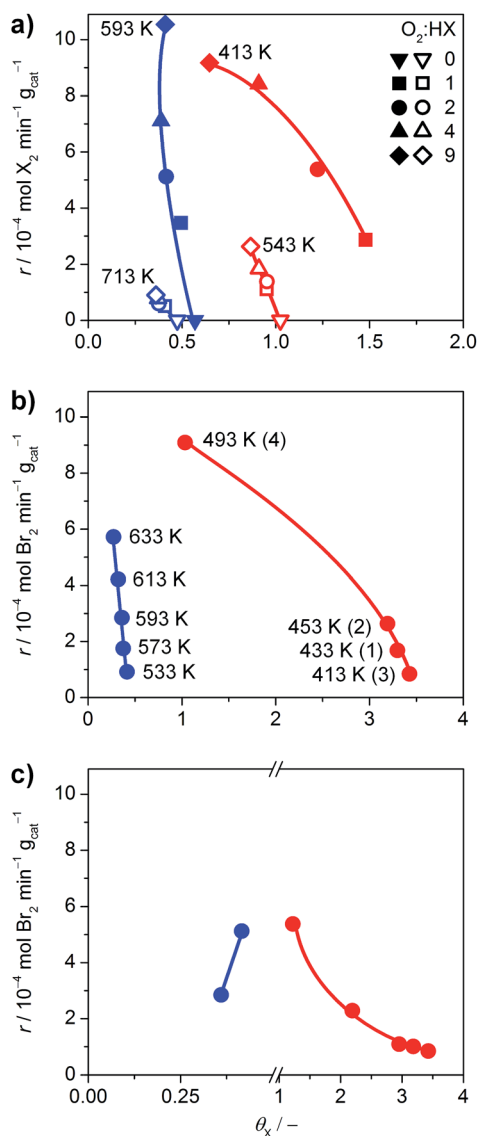 a)
r / 10⁻⁴ mol X₂ min⁻¹ g_cat⁻¹
10
8
6
4
2
0
593 K
413 K
O₂:HX
0
1
2
4
9
543 K
713 K
0.0 0.5 1.0 1.5 2.0
b)
r / 10⁻⁴ mol Br₂ min⁻¹ g_cat⁻¹
10
8
6
4
2
0
493 K (4)
633 K
613 K
593 K
573 K
533 K
453 K (2)
433 K (1)
413 K (3)
0 1 2 3 4
c)
r / 10⁻⁴ mol Br₂ min⁻¹ g_cat⁻¹
10
8
6
4
2
0
0.00 0.25 1 2 3 4
θ_X / –